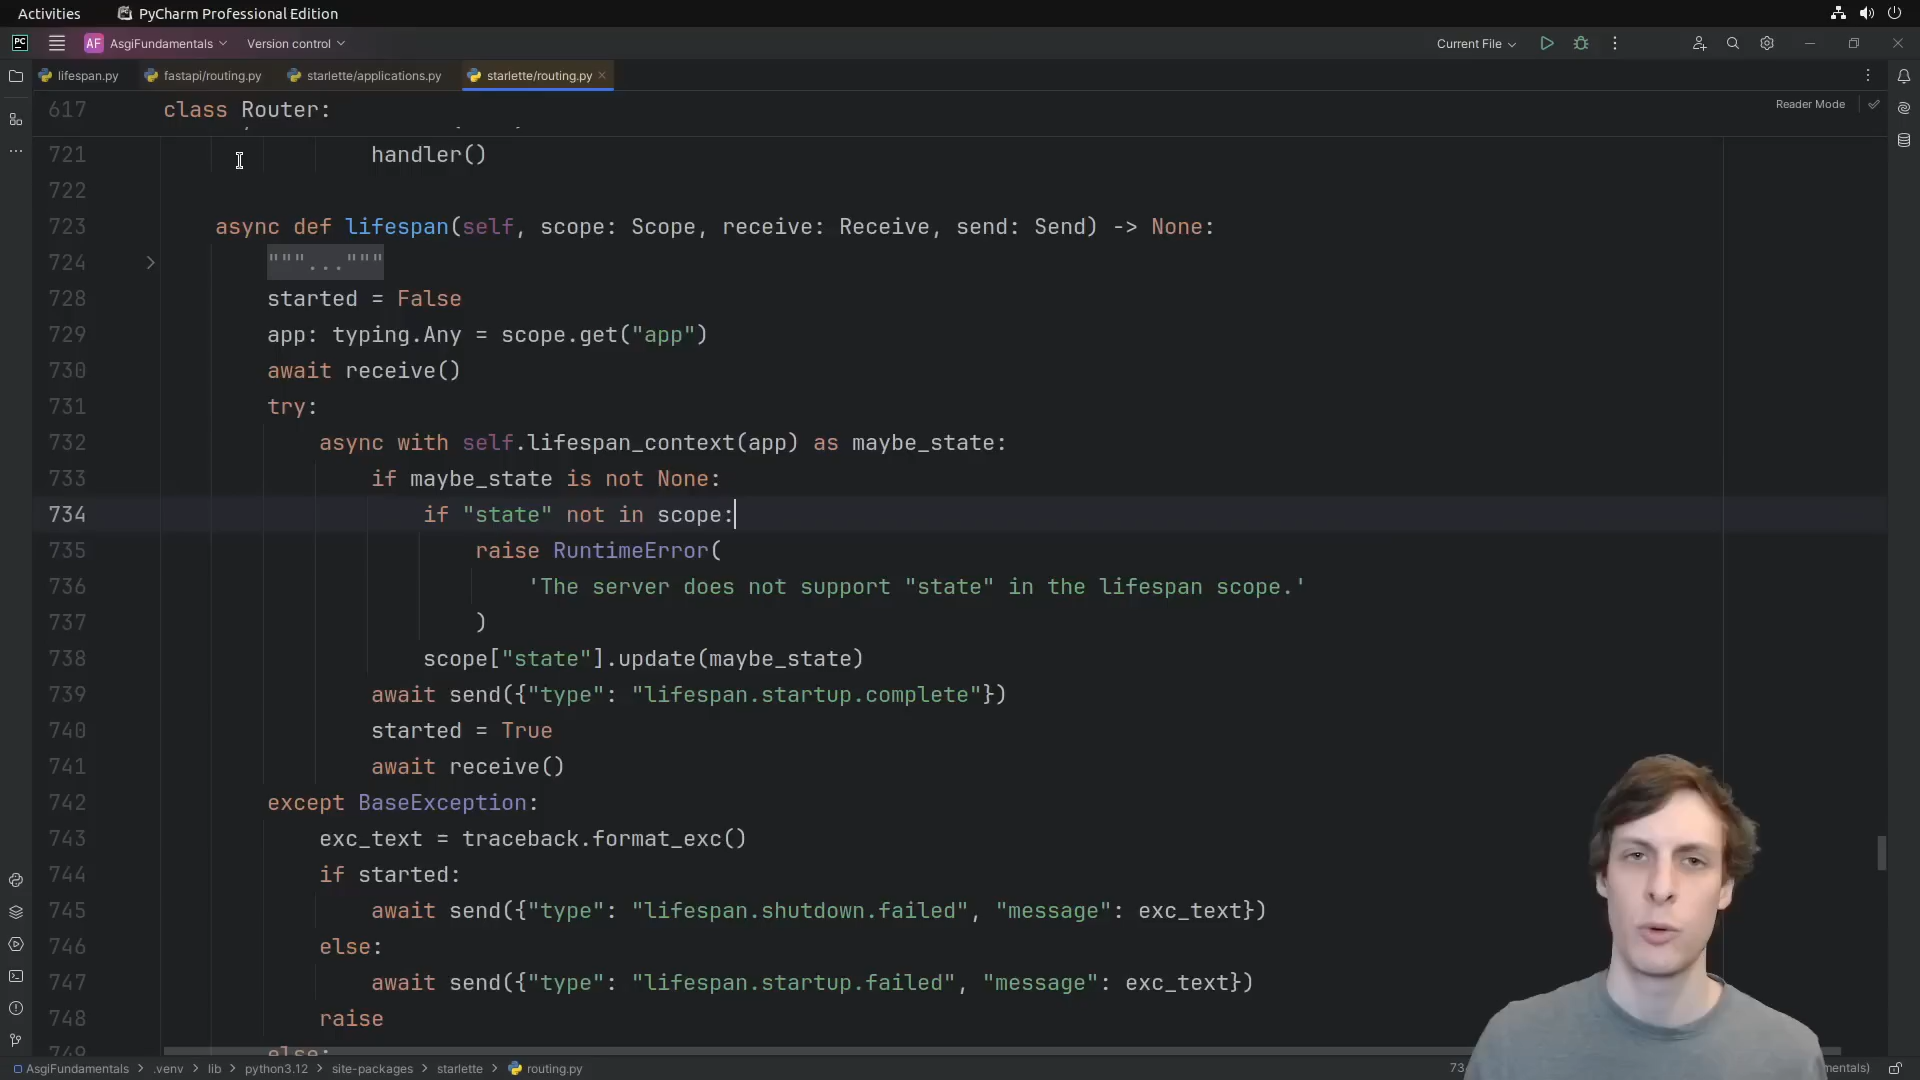 Activities
PyCharm Professional Edition
PC
AF AsgiFundamentals
Version control
Current File
lifespan.py
fastapi/routing.py
starlette/applications.py
starlette/routing.py
Reader Mode
617 class Router:
721 handler()
722
723 async def lifespan(self, scope: Scope, receive: Receive, send: Send) -> None:
724 """..."""
728 started = False
729 app: typing.Any = scope.get("app")
730 await receive()
731 try:
732 async with self.lifespan_context(app) as maybe_state:
733 if maybe_state is not None:
734 if "state" not in scope:
735 raise RuntimeError(
736 'The server does not support "state" in the lifespan scope.'
737 )
738 scope["state"].update(maybe_state)
739 await send({"type": "lifespan.startup.complete"})
740 started = True
741 await receive()
742 except BaseException:
743 exc_text = traceback.format_exc()
744 if started:
745 await send({"type": "lifespan.shutdown.failed", "message": exc_text})
746 else:
747 await send({"type": "lifespan.startup.failed", "message": exc_text})
748 raise
749 else:
AsgiFundamentals > .venv > lib > python3.12 > site-packages > starlette > routing.py